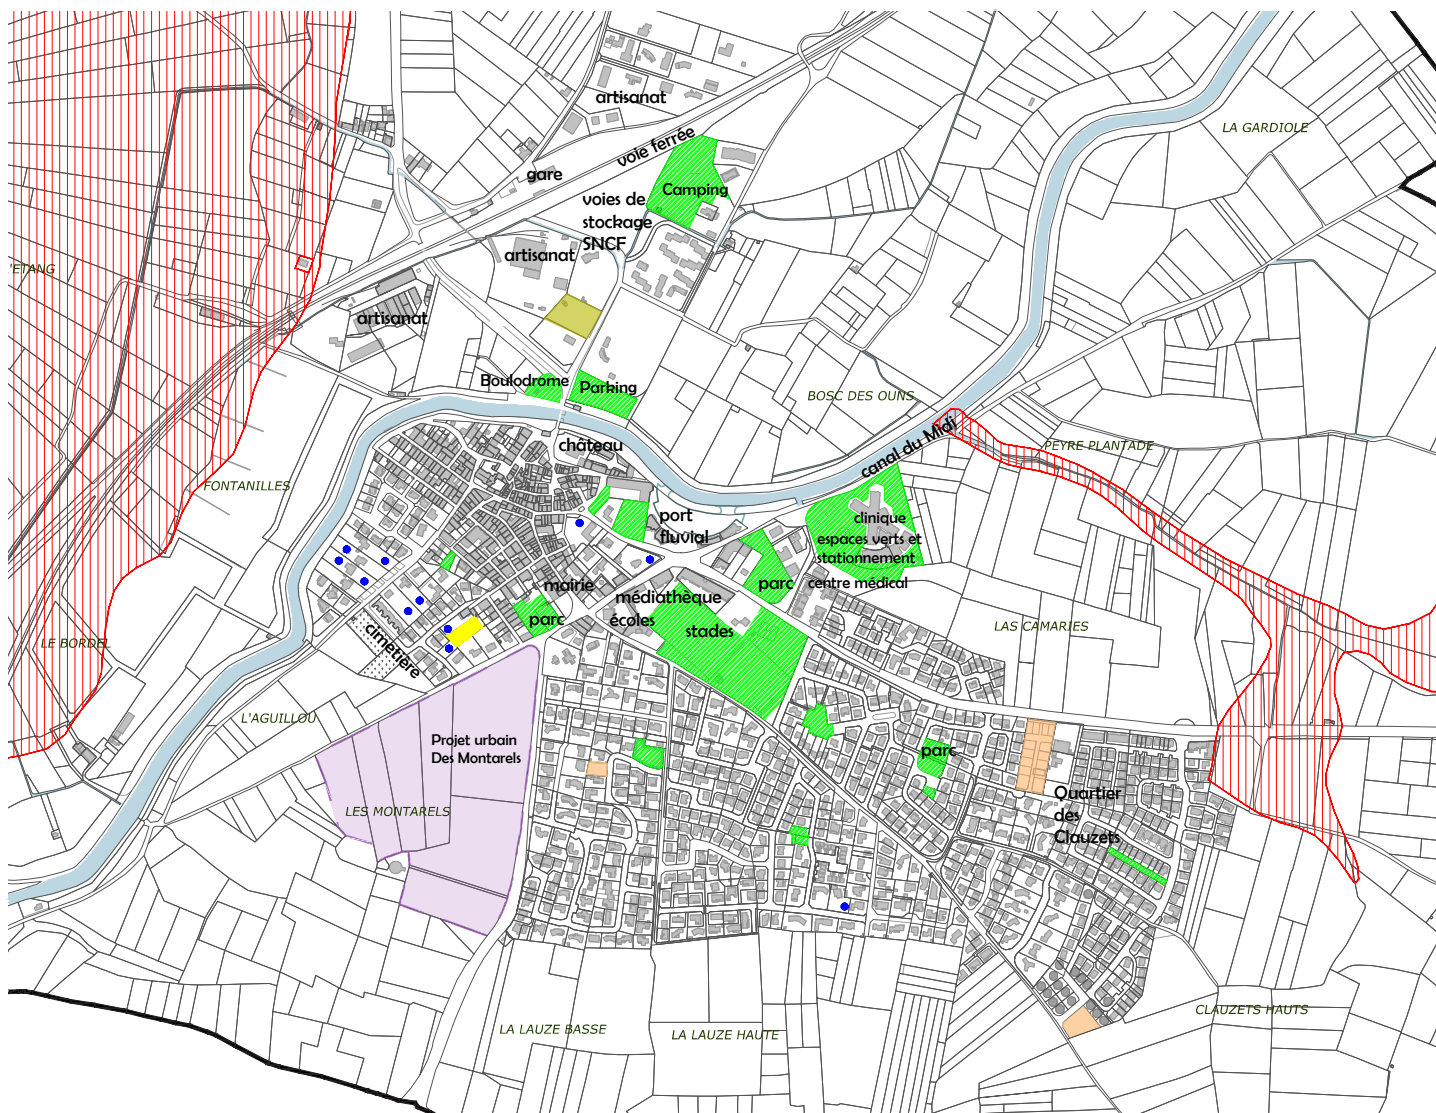 artisanat
LA GARDIOLE
voie ferrée
gare
Camping
voies de
stockage
SNCF
artisanat
'ETANG
artisanat
Boulodrome
Parking
BOSC DES OUNS
château
canal du Midi
PEYRE PLANTADE
FONTANILLES
port
fluvial
clinique
espaces verts et
stationnement
mairie
parc
centre médical
médiathèque
écoles
parc
stades
LAS CAMARIES
cimetière
LE BORDEL
L'AGUILLOU
Projet urbain
Des Montarels
parc
LES MONTARELS
Quartier
des
Clauzets
CLAUZETS HAUTS
LA LAUZE BASSE
LA LAUZE HAUTE